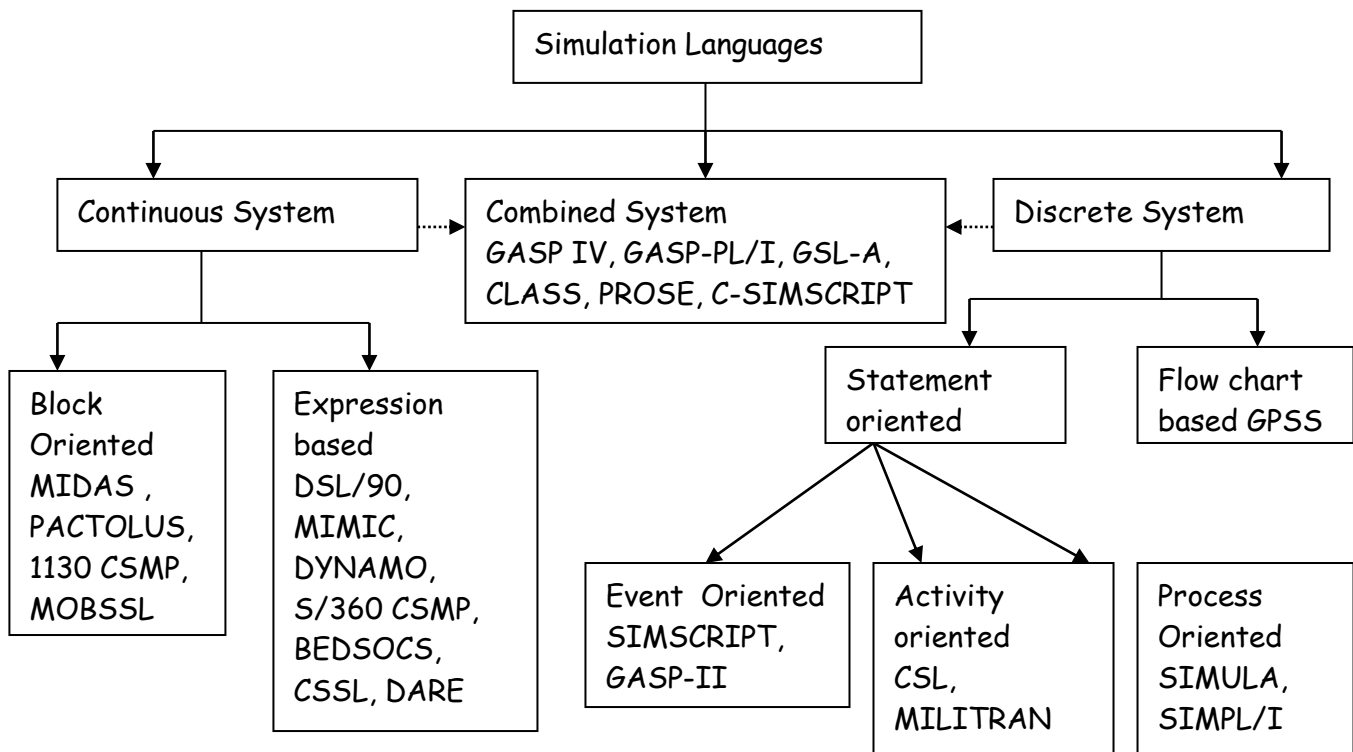 Simulation Languages
Continuous System
Combined System
GASP IV, GASP-PL/I, GSL-A,
CLASS, PROSE, C-SIMSCRIPT
Discrete System
Block
Oriented
MIDAS ,
PACTOLUS,
1130 CSMP,
MOBSSL
Expression
based
DSL/90,
MIMIC,
DYNAMO,
S/360 CSMP,
BEDSOCS,
CSSL, DARE
Statement
oriented
Flow chart
based GPSS
Event Oriented
SIMSCRIPT,
GASP-II
Activity
oriented
CSL,
MILITRAN
Process
Oriented
SIMULA,
SIMPL/I